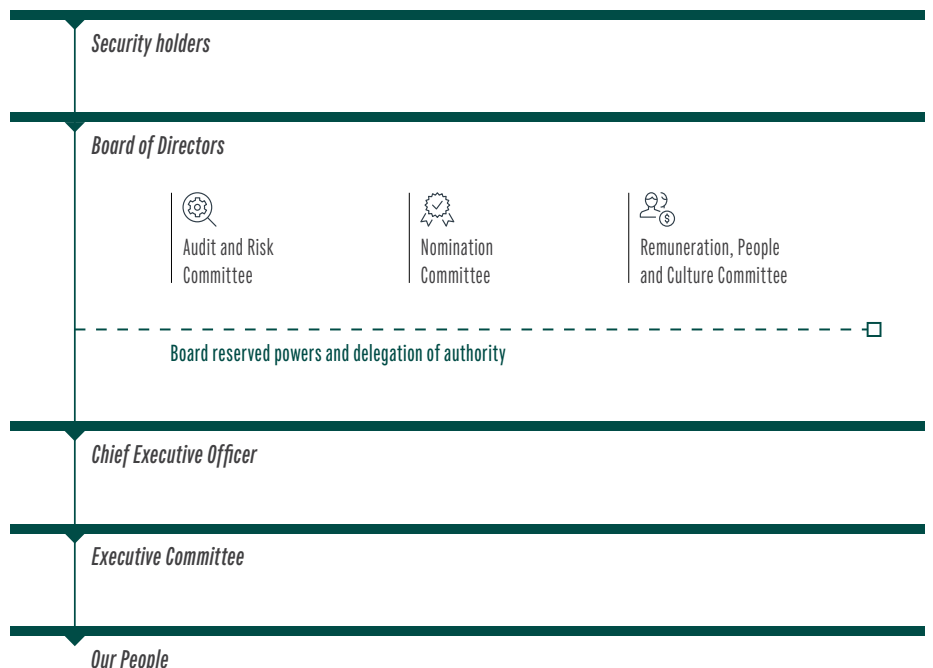 Security holders
Board of Directors
Audit and Risk
Committee
Nomination
Committee
Remuneration, People
and Culture Committee
Board reserved powers and delegation of authority
Chief Executive Officer
Executive Committee
Our People